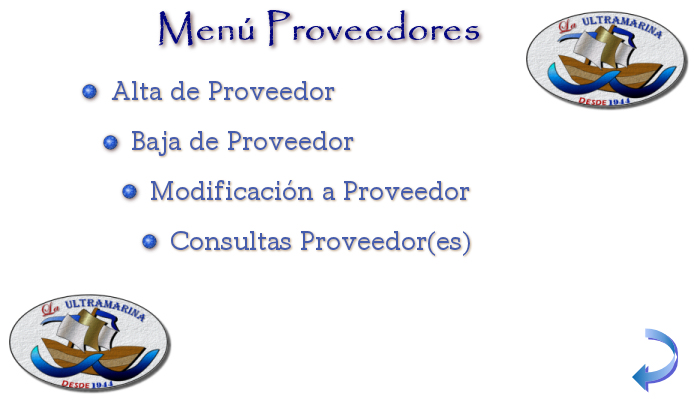 Menú Proveedores
La ULTRAMARINA
DESDE 1944
Alta de Proveedor
Baja de Proveedor
Modificación a Proveedor
Consultas Proveedor(es)
La ULTRAMARINA
DESDE 1944